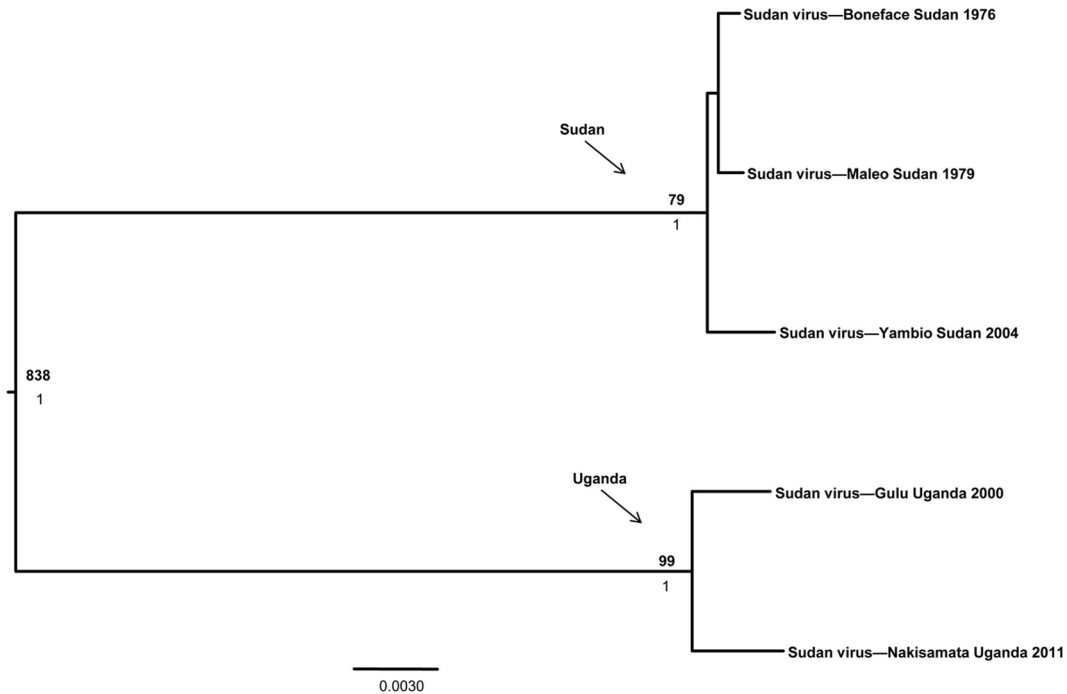 Sudan virus—Boneface Sudan 1976
Sudan
Sudan virus—Maleo Sudan 1979
79
1
Sudan virus—Yambio Sudan 2004
838
1
Uganda
Sudan virus—Gulu Uganda 2000
99
1
Sudan virus—Nakisamata Uganda 2011
0.0030